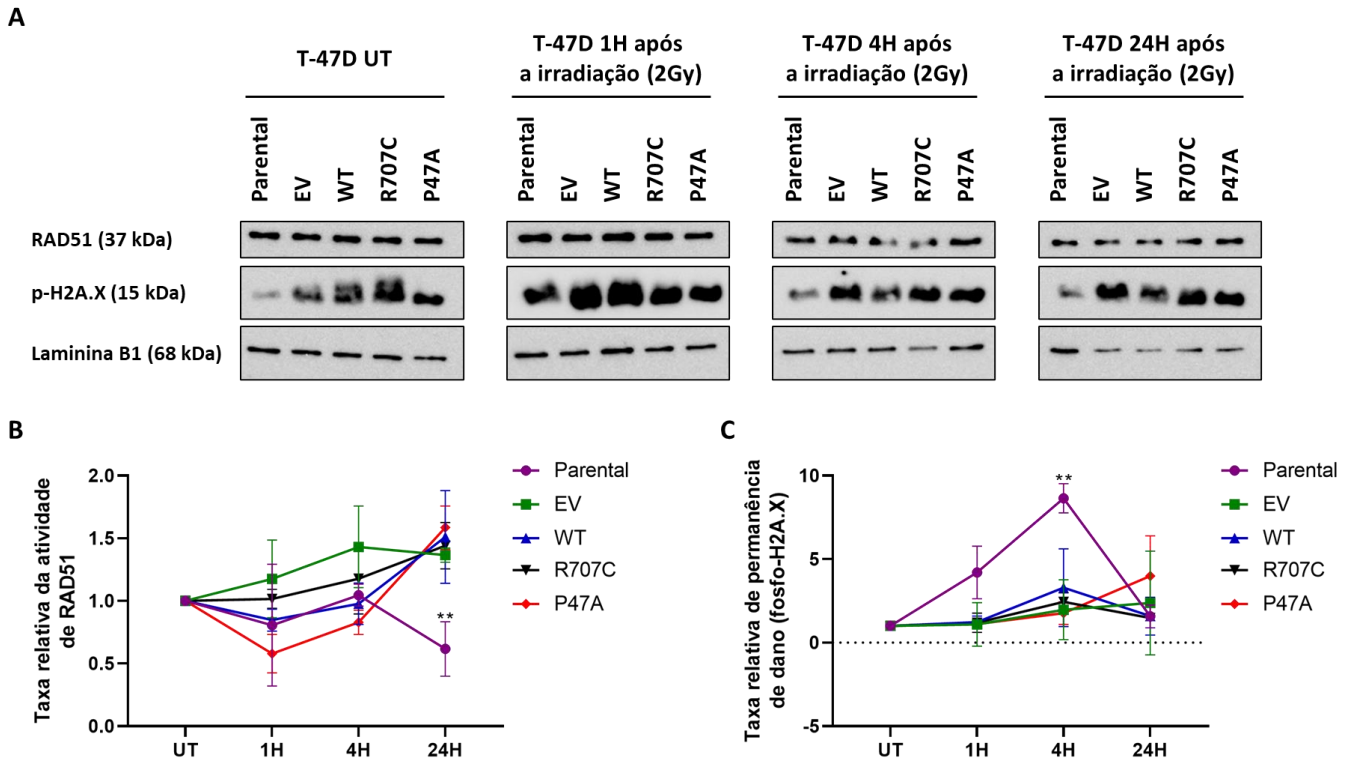 A
T-47D UT
T-47D 1H após
a irradiação (2Gy)
T-47D 4H após
a irradiação (2Gy)
T-47D 24H após
a irradiação (2Gy)
Parental
EV
WT
R707C
P47A
Parental
EV
WT
R707C
P47A
Parental
EV
WT
R707C
P47A
Parental
EV
WT
R707C
P47A
RAD51 (37 kDa)
p-H2A.X (15 kDa)
Laminina B1 (68 kDa)
B
Taxa relativa da atividade
de RAD51
2.0
1.5
1.0
0.5
0.0
**
UT
1H
4H
24H
Parental
EV
WT
R707C
P47A
C
Taxa relativa de permanência
de dano (fosfo-H2A.X)
10
5
0
-5
**
UT
1H
4H
24H
Parental
EV
WT
R707C
P47A